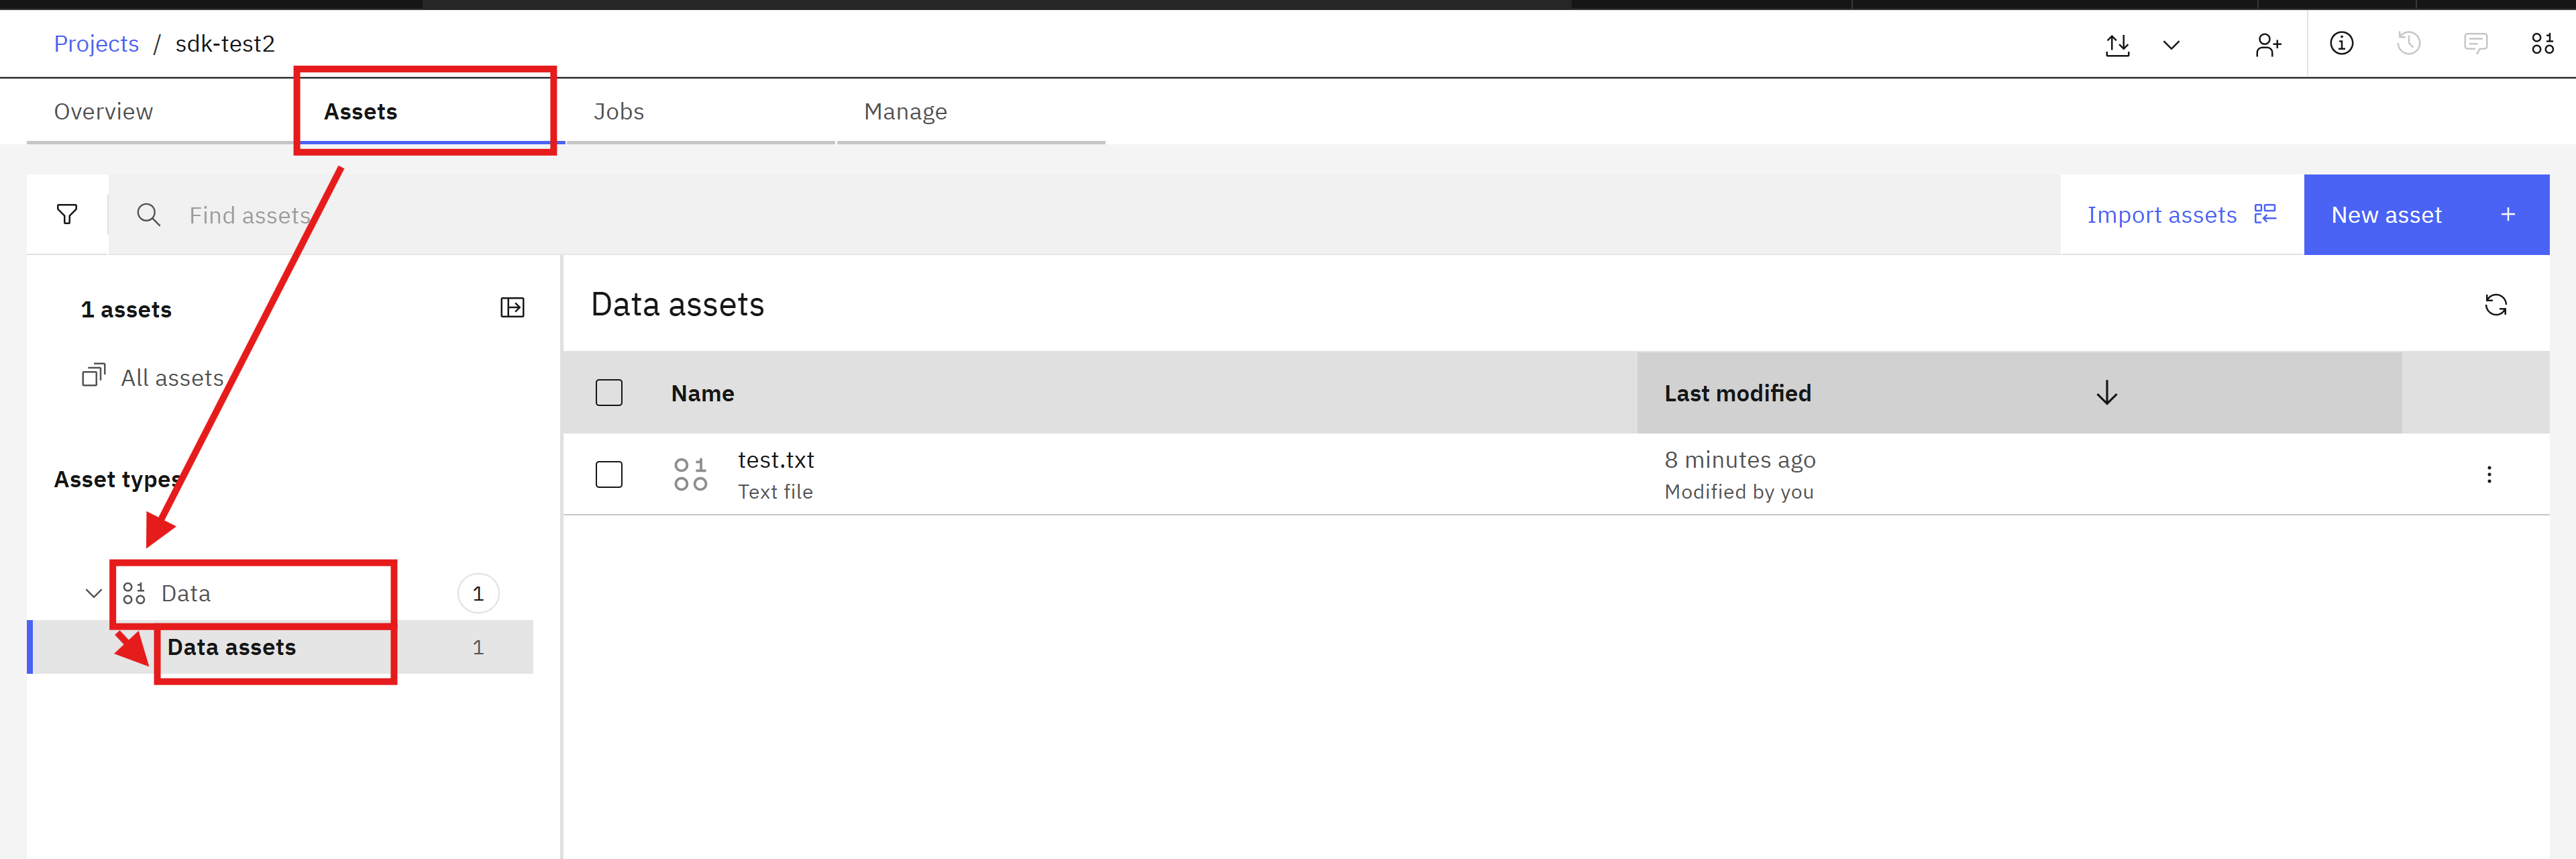 Projects / sdk-test2
Overview
Assets
Jobs
Manage
Find assets
Import assets
New asset +
1 assets
All assets
Asset types
Data 1
Data assets 1
Data assets
Name
Last modified
test.txt
Text file
8 minutes ago
Modified by you